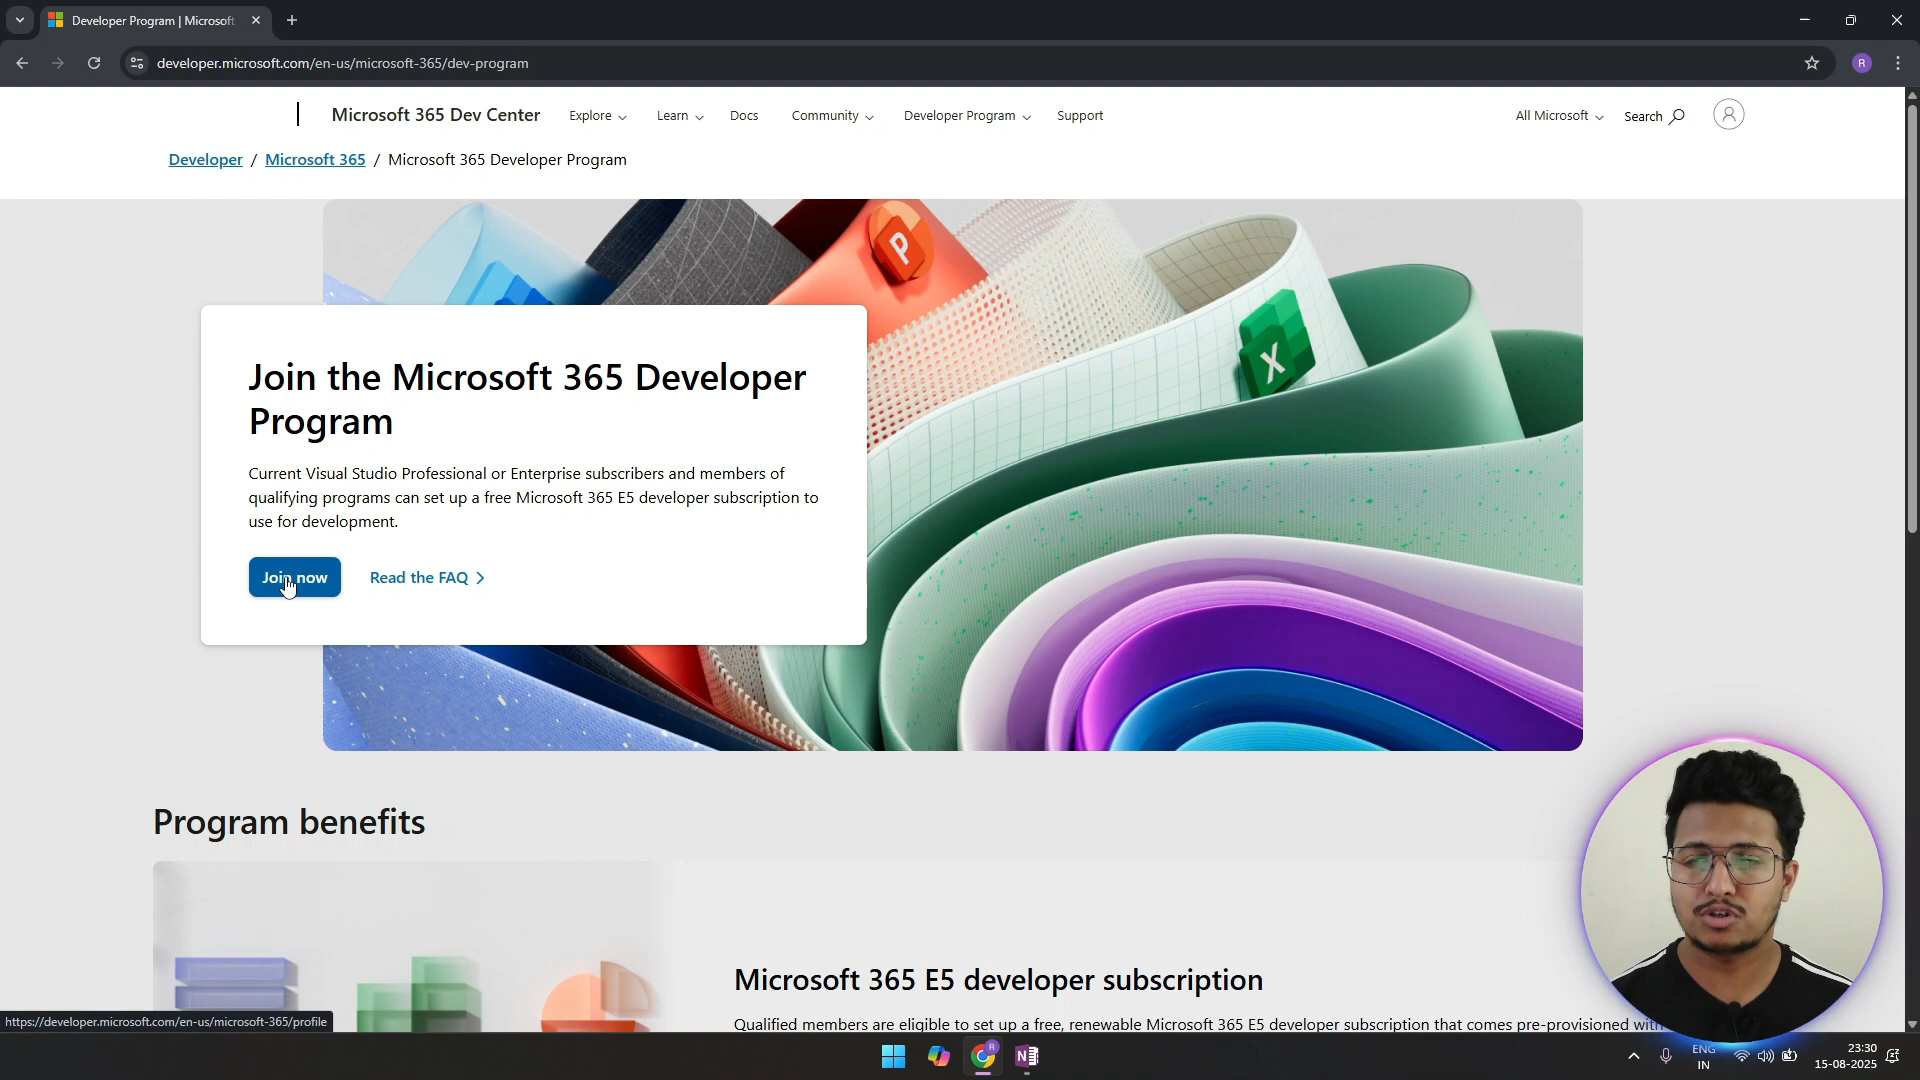 Developer Program | Microsoft
developer.microsoft.com/en-us/microsoft-365/dev-program
R
Microsoft 365 Dev Center Explore Learn Docs Community Developer Program Support All Microsoft Search
Developer / Microsoft 365 / Microsoft 365 Developer Program
P
X
Join the Microsoft 365 Developer
Program
Current Visual Studio Professional or Enterprise subscribers and members of
qualifying programs can set up a free Microsoft 365 E5 developer subscription to
use for development.
Join now Read the FAQ
Program benefits
Microsoft 365 E5 developer subscription
Qualified members are eligible to set up a free, renewable Microsoft 365 E5 developer subscription that comes pre-provisioned with
https://developer.microsoft.com/en-us/microsoft-365/profile
R
N
ENG
IN
23:30
15-08-2025